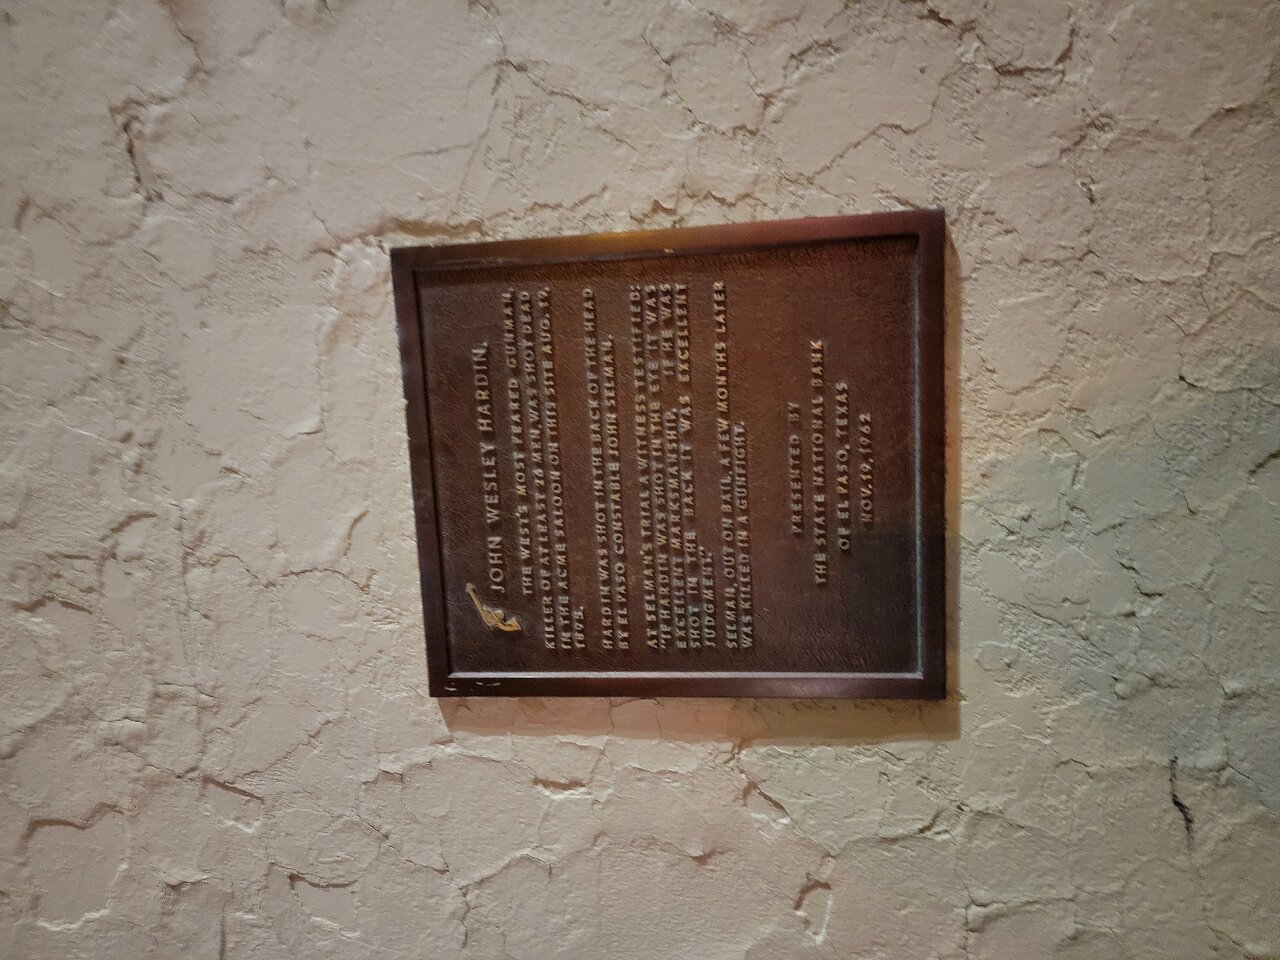 JOHN WESLEY HARDIN,
THE WEST'S MOST FEARED GUNMAN,
KILLER OF AT LEAST 26 MEN, WAS SHOT DEAD
IN THE ACME SALOON ON THIS SITE AUG. 19,
1895.
HARDIN WAS SHOT IN THE BACK OF THE HEAD
BY EL PASO CONSTABLE JOHN SELMAN.
AT SELMAN'S TRIAL A WITNESS TESTIFIED:
"IF HARDIN WAS SHOT IN THE EYE IT WAS
EXCELLENT MARKSMANSHIP. IF HE WAS
SHOT IN THE BACK IT WAS EXCELLENT
JUDGMENT."
SELMAN, OUT ON BAIL, A FEW MONTHS LATER
WAS KILLED IN A GUNFIGHT.
PRESENTED BY
THE STATE NATIONAL BANK
OF EL PASO, TEXAS
NOV. 19, 1962